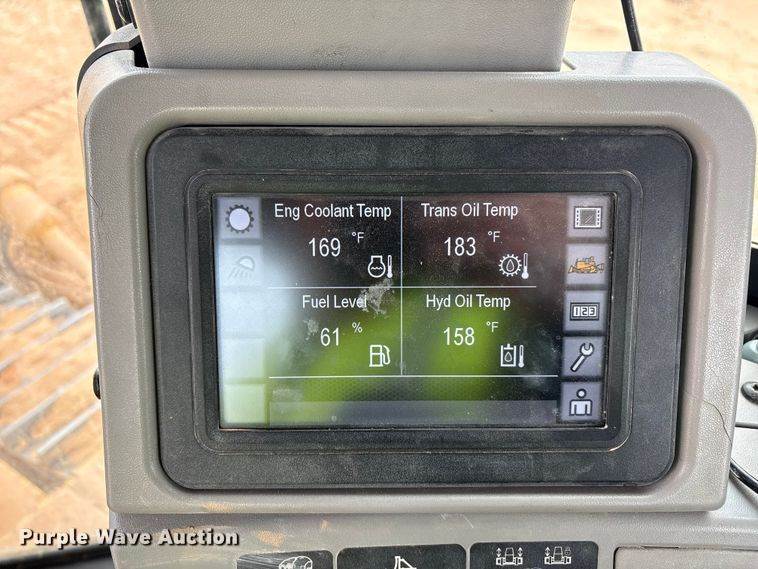 Eng Coolant Temp
Trans Oil Temp
169 °F
183 °F
Fuel Level
Hyd Oil Temp
61 %
158 °F
123
Purple Wave Auction